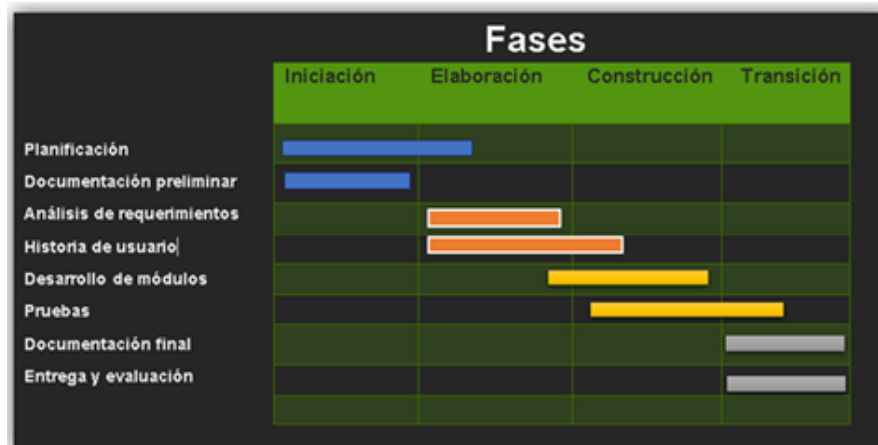 Fases
Iniciación Elaboración Construcción Transición
Planificación
Documentación preliminar
Análisis de requerimientos
Historia de usuario
Desarrollo de módulos
Pruebas
Documentación final
Entrega y evaluación